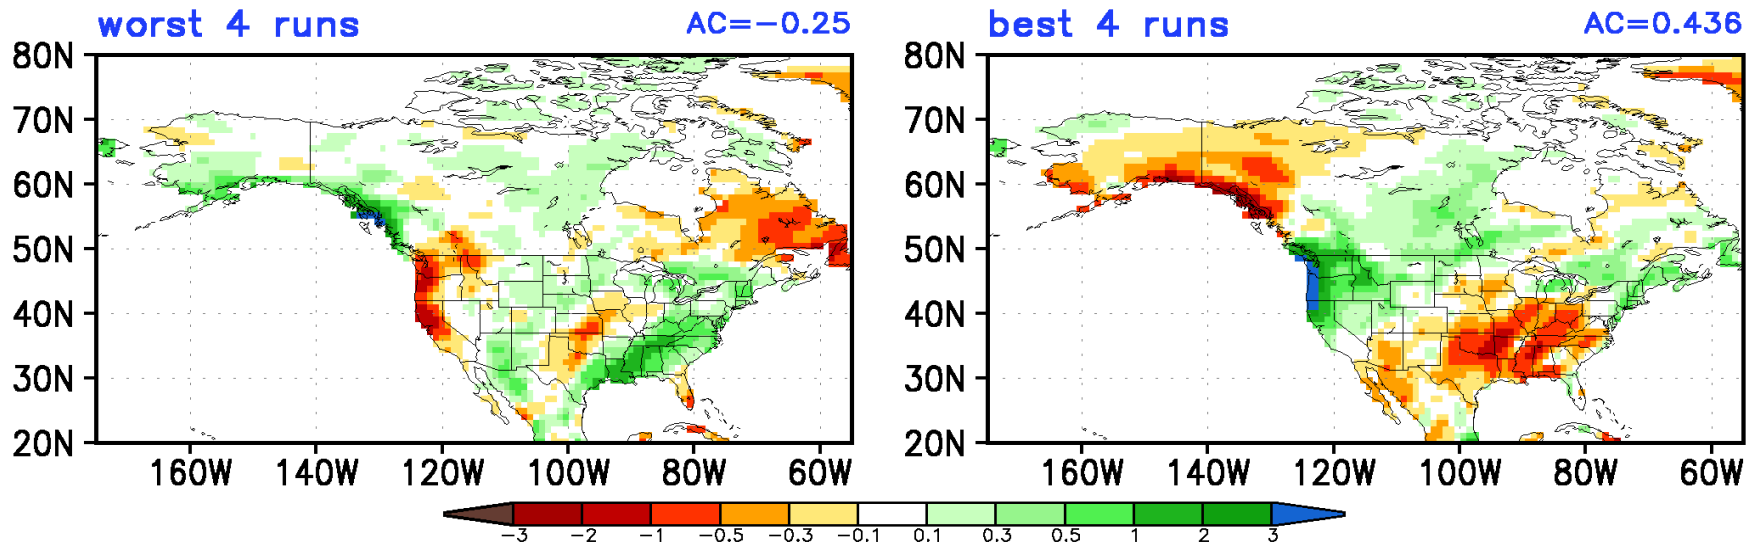 worst 4 runs AC=−0.25 best 4 runs AC=0.436
80N 80N
70N 70N
60N 60N
50N 50N
40N 40N
30N 30N
20N 20N
160W 140W 120W 100W 80W 60W 160W 140W 120W 100W 80W 60W
−3 −2 −1 −0.5 −0.3 −0.1 0.1 0.3 0.5 1 2 3